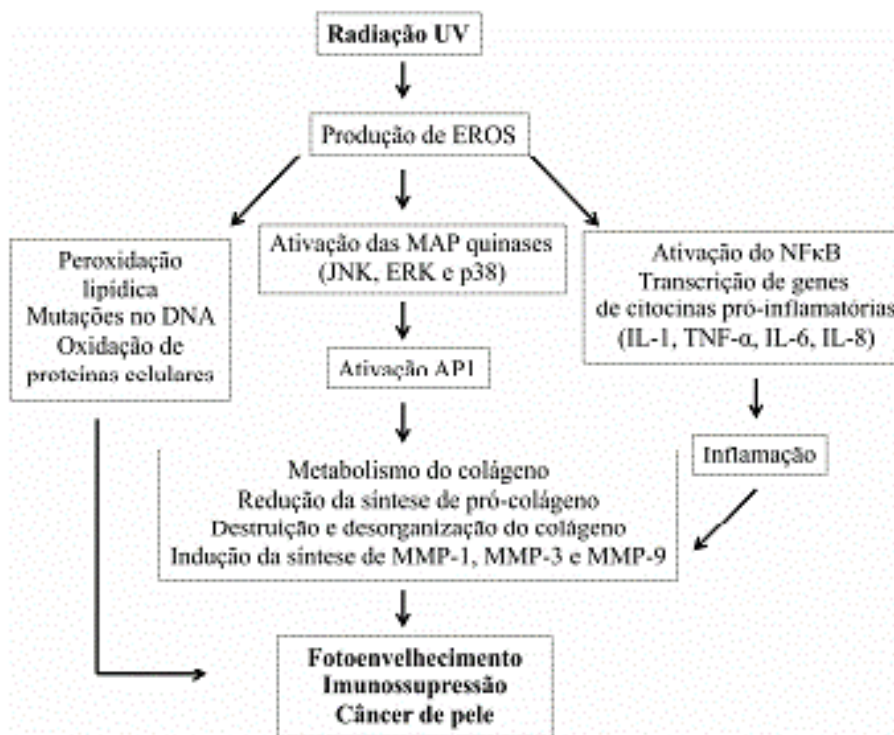 Radiação UV
Produção de EROS
Peroxidação
lipídica
Mutações no DNA
Oxidação de
proteínas celulares
Ativação das MAP quinases
(JNK, ERK e p38)
Ativação AP1
Ativação do NFκB
Transcrição de genes
de citocinas pró-inflamatórias
(IL-1, TNF-α, IL-6, IL-8)
Inflamação
Metabolismo do colágeno
Redução da síntese de pró-colágeno
Destruição e desorganização do colágeno
Indução da síntese de MMP-1, MMP-3 e MMP-9
Fotoenvelhecimento
Imunossupressão
Câncer de pele